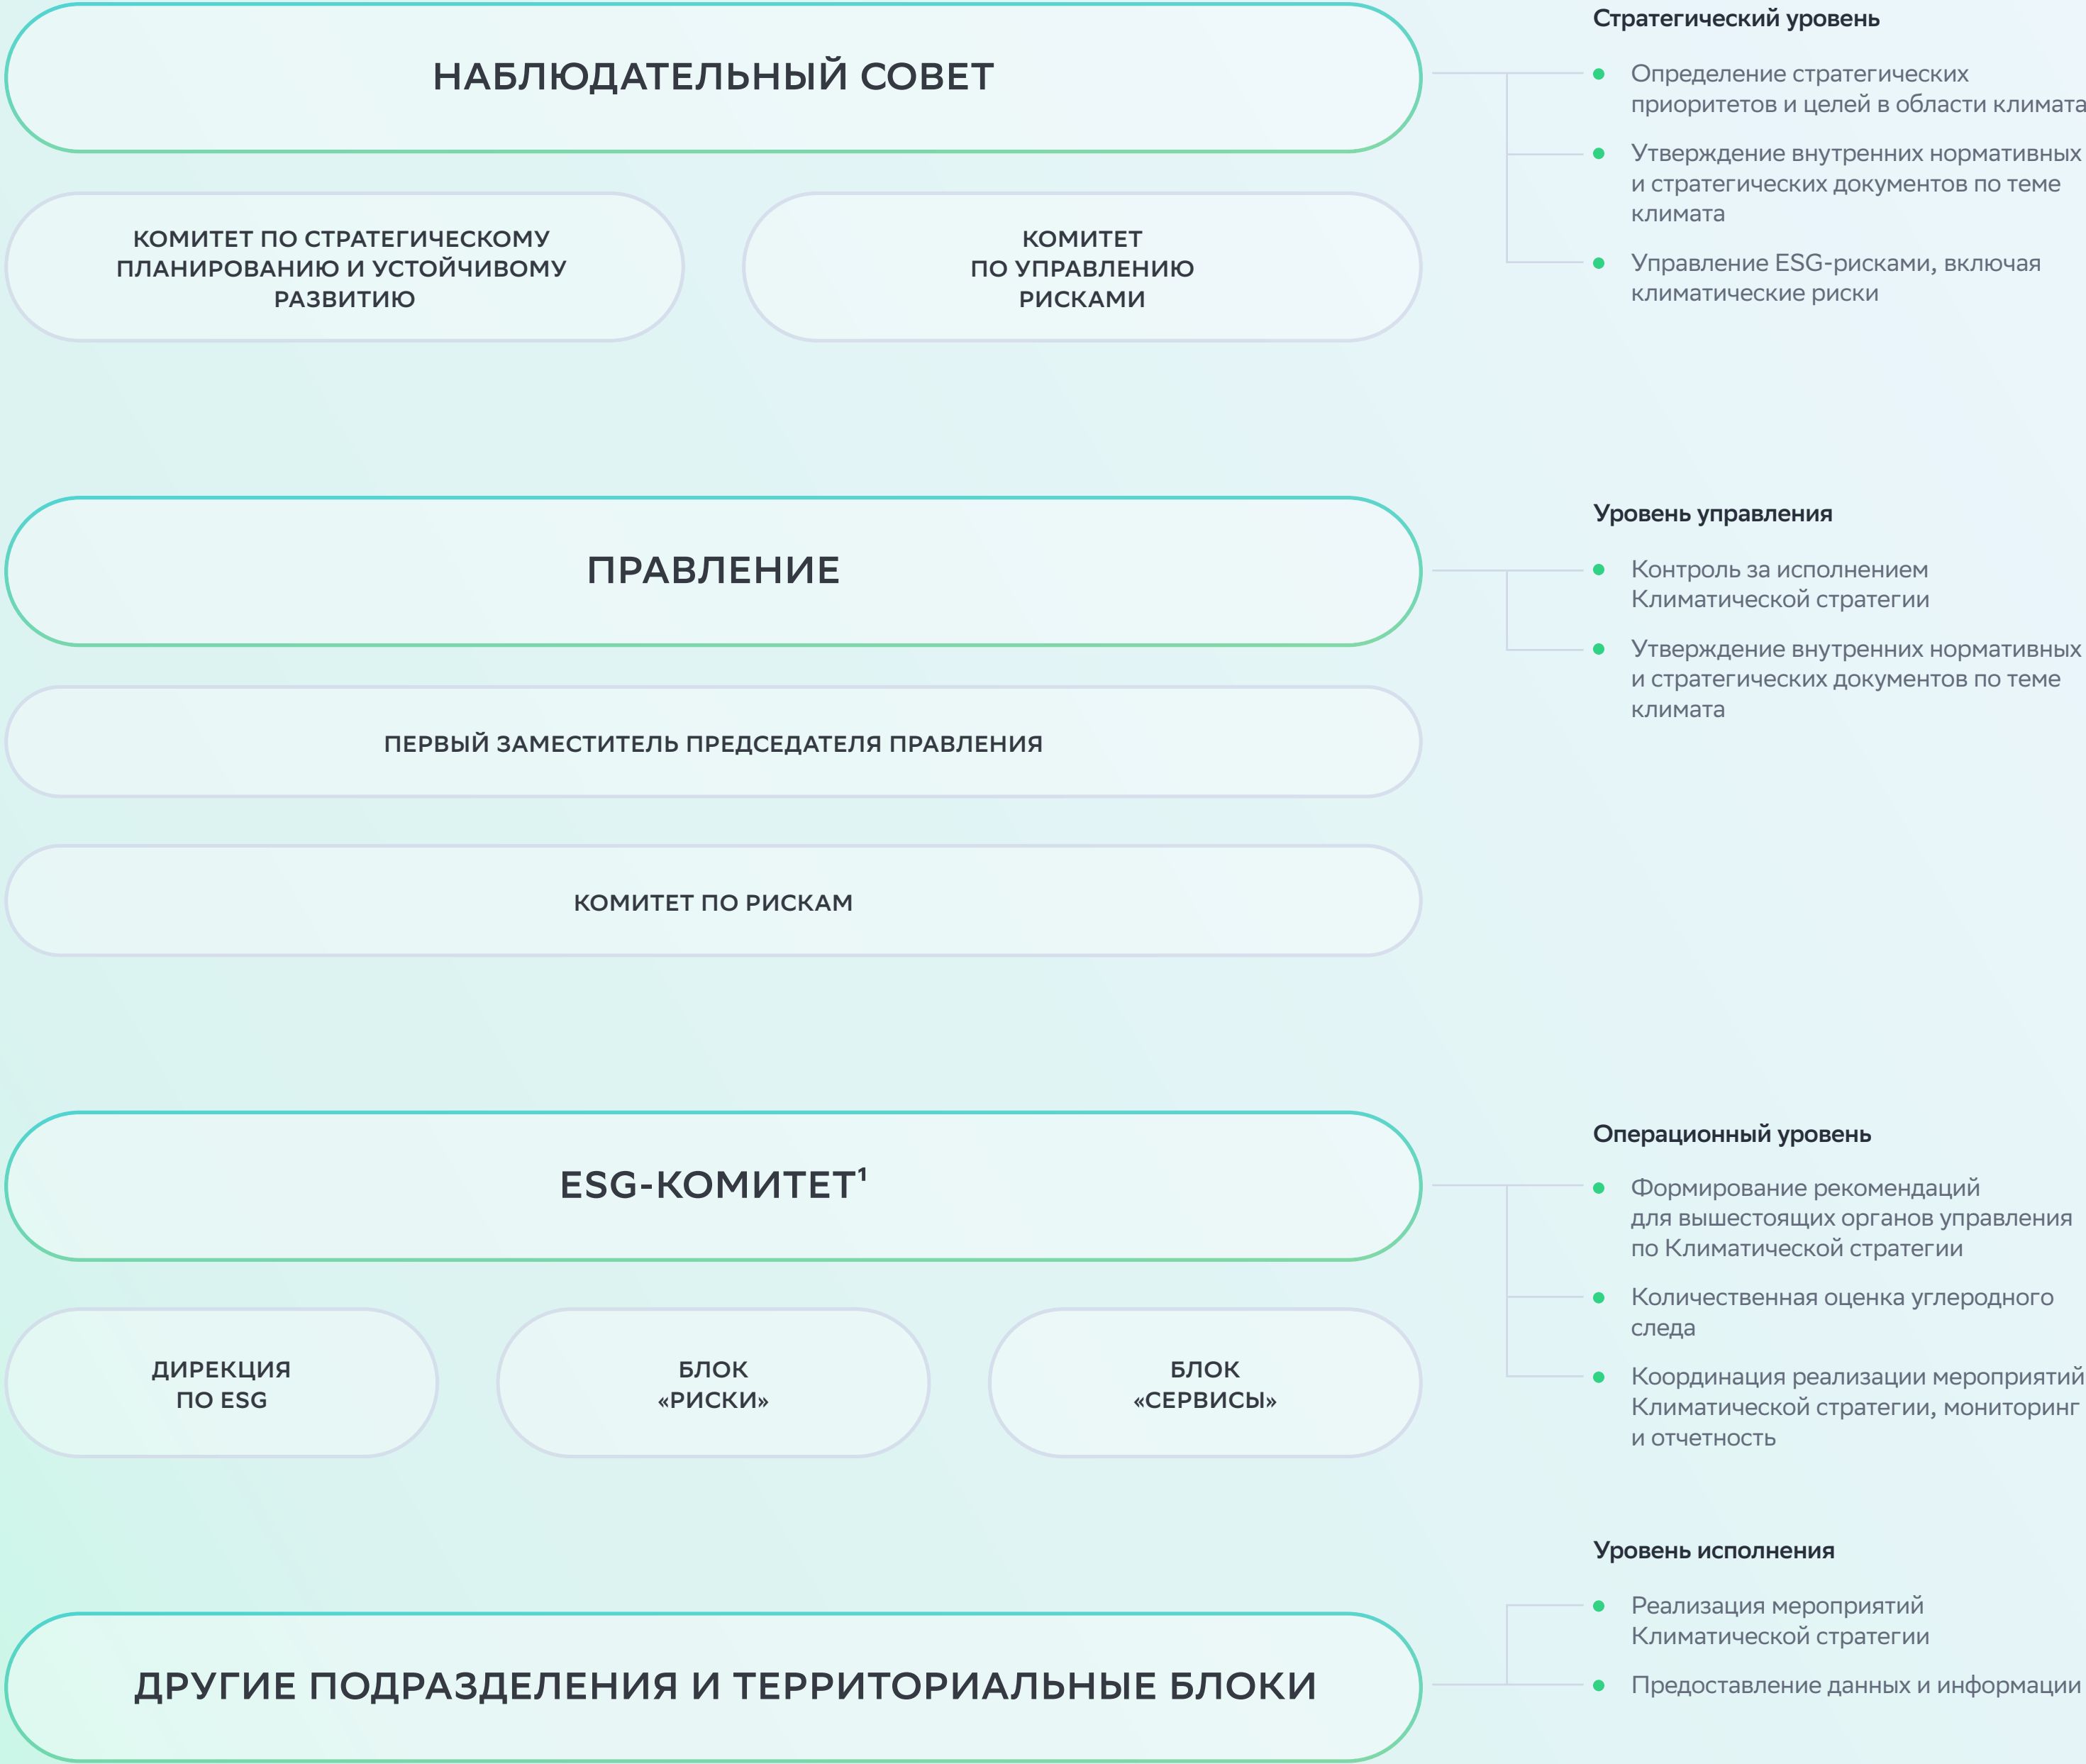 НАБЛЮДАТЕЛЬНЫЙ СОВЕТ
Стратегический уровень
Определение стратегических
приоритетов и целей в области климата
Утверждение внутренних нормативных
и стратегических документов по теме
климата
Управление ESG-рисками, включая
климатические риски
КОМИТЕТ ПО СТРАТЕГИЧЕСКОМУ
ПЛАНИРОВАНИЮ И УСТОЙЧИВОМУ
РАЗВИТИЮ
КОМИТЕТ
ПО УПРАВЛЕНИЮ
РИСКАМИ
ПРАВЛЕНИЕ
Уровень управления
Контроль за исполнением
Климатической стратегии
Утверждение внутренних нормативных
и стратегических документов по теме
климата
ПЕРВЫЙ ЗАМЕСТИТЕЛЬ ПРЕДСЕДАТЕЛЯ ПРАВЛЕНИЯ
КОМИТЕТ ПО РИСКАМ
ESG-КОМИТЕТ¹
Операционный уровень
Формирование рекомендаций
для вышестоящих органов управления
по Климатической стратегии
Количественная оценка углеродного
следа
Координация реализации мероприятий
Климатической стратегии, мониторинг
и отчетность
ДИРЕКЦИЯ
ПО ESG
БЛОК
«РИСКИ»
БЛОК
«СЕРВИСЫ»
ДРУГИЕ ПОДРАЗДЕЛЕНИЯ И ТЕРРИТОРИАЛЬНЫЕ БЛОКИ
Уровень исполнения
Реализация мероприятий
Климатической стратегии
Предоставление данных и информации